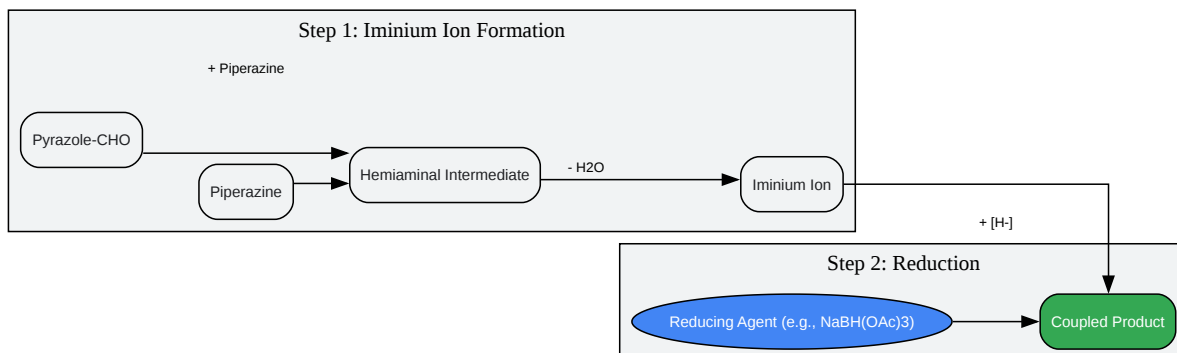 Step 1: Iminium Ion Formation
+ Piperazine
Pyrazole-CHO
Piperazine
Hemiaminal Intermediate
- H2O
Iminium Ion
+ [H-]
Step 2: Reduction
Reducing Agent (e.g., NaBH(OAc)3)
Coupled Product